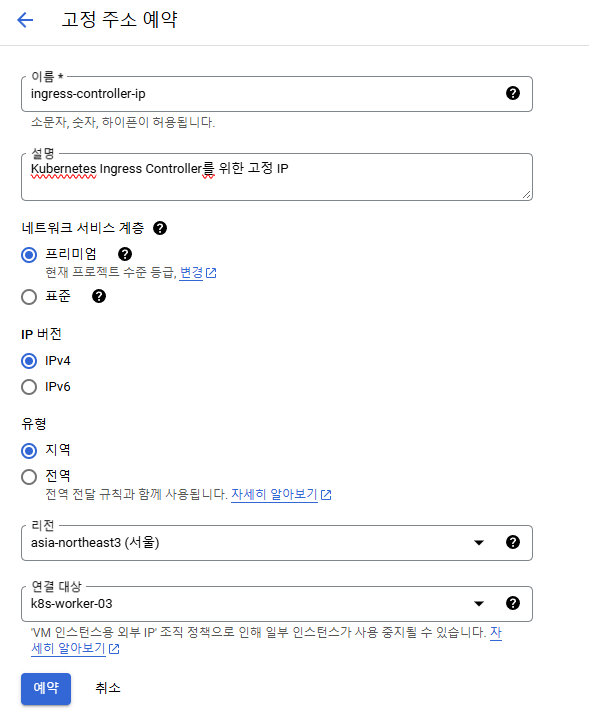 고정 주소 예약
이름 *
ingress-controller-ip
소문자, 숫자, 하이픈이 허용됩니다.
설명
Kubernetes Ingress Controller를 위한 고정 IP
네트워크 서비스 계층
프리미엄
현재 프로젝트 수준 등급, 변경
표준
IP 버전
IPv4
IPv6
유형
지역
전역
전역 전달 규칙과 함께 사용됩니다. 자세히 알아보기
리전
asia-northeast3 (서울)
연결 대상
k8s-worker-03
'VM 인스턴스용 외부 IP' 조직 정책으로 인해 일부 인스턴스가 사용 중지될 수 있습니다. 자
세히 알아보기
예약 취소